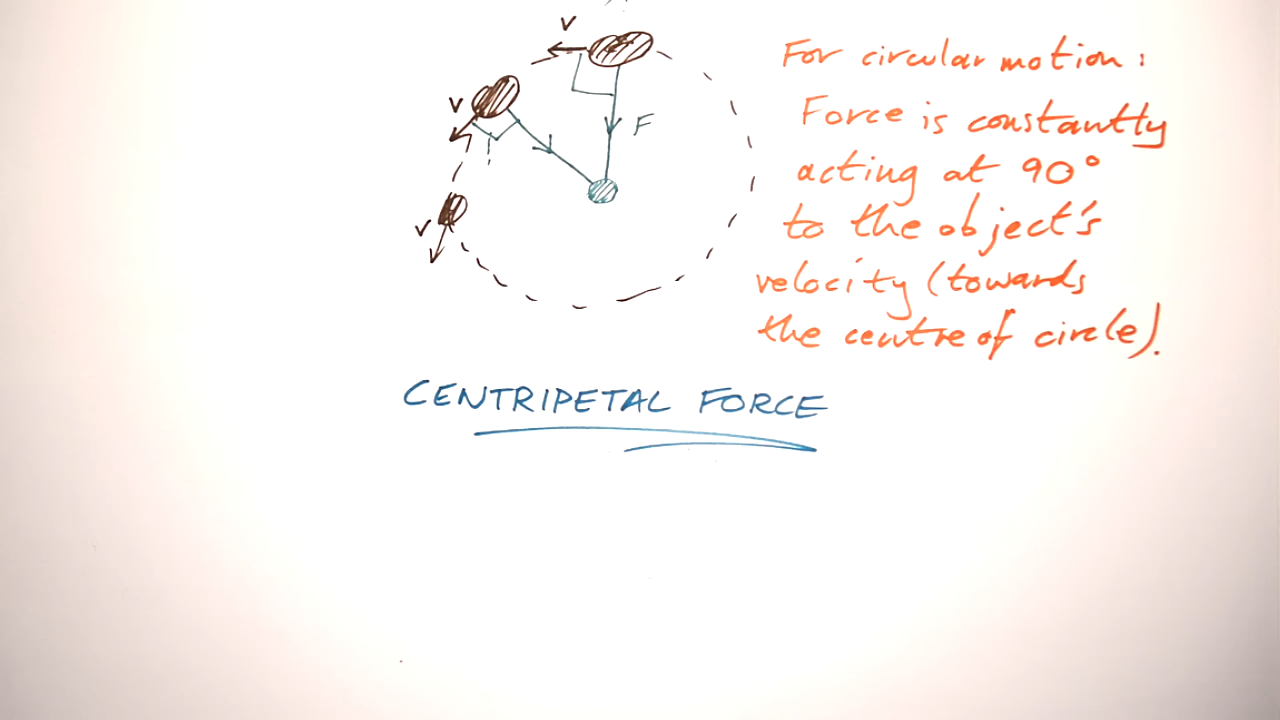 v
v
F
v
For circular motion:
Force is constantly
acting at 90°
to the object's
velocity (towards
the centre of circle).
CENTRIPETAL FORCE